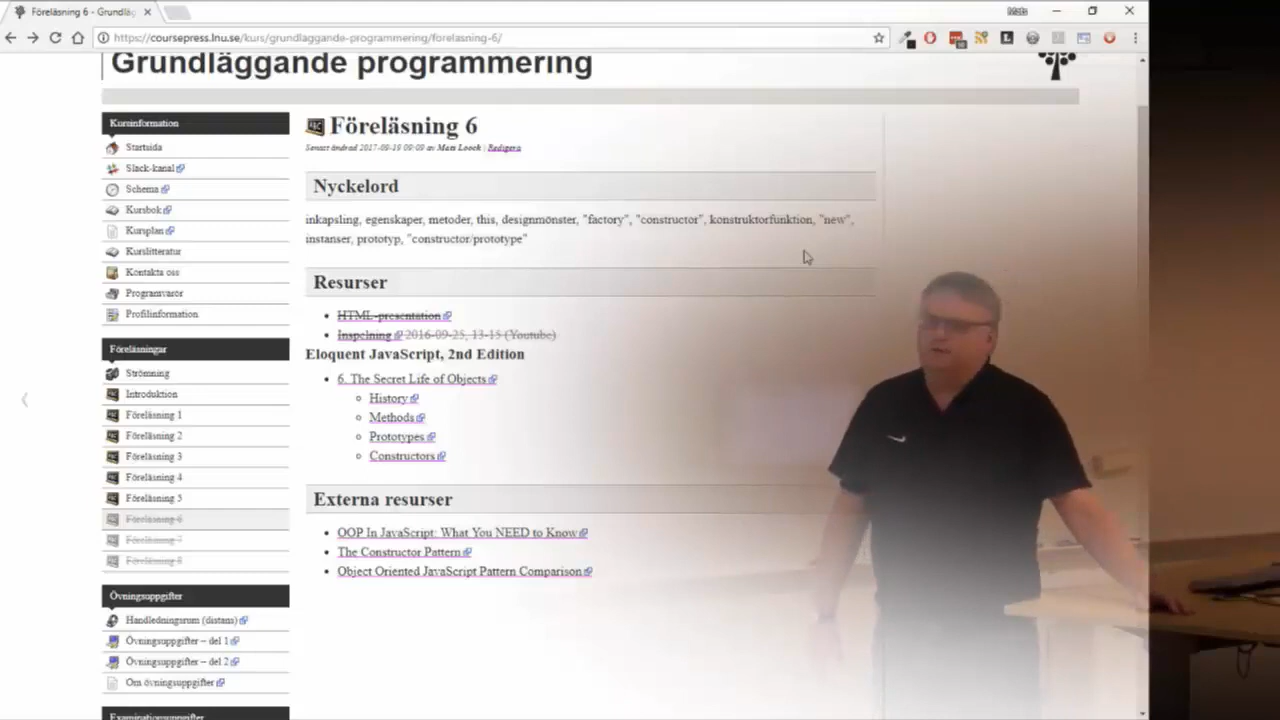 Föreläsning 6 - Grundläg
Mats
https://coursepress.lnu.se/kurs/grundlaggande-programmering/forelasning-6/
Grundläggande programmering
Kursinformation
Startsida
Slack-kanal
Schema
Kursbok
Kursplan
Kurslitteratur
Kontakta oss
Programvaror
Profilinformation
Föreläsningar
Strömning
Introduktion
Föreläsning 1
Föreläsning 2
Föreläsning 3
Föreläsning 4
Föreläsning 5
Föreläsning 6
Föreläsning 7
Föreläsning 8
Övningsuppgifter
Handledningsrum (distans)
Övningsuppgifter – del 1
Övningsuppgifter – del 2
Om övningsuppgifter
Examinationsuppgifter
Föreläsning 6
Senast ändrad 2017-09-19 09:09 av Mats Loock | Redigera
Nyckelord
inkapsling, egenskaper, metoder, this, designmönster, "factory", "constructor", konstruktorfunktion, "new",
instanser, prototyp, "constructor/prototype"
Resurser
HTML-presentation
Inspelning 2016-09-25, 13-15 (Youtube)
Eloquent JavaScript, 2nd Edition
6. The Secret Life of Objects
History
Methods
Prototypes
Constructors
Externa resurser
OOP In JavaScript: What You NEED to Know
The Constructor Pattern
Object Oriented JavaScript Pattern Comparison